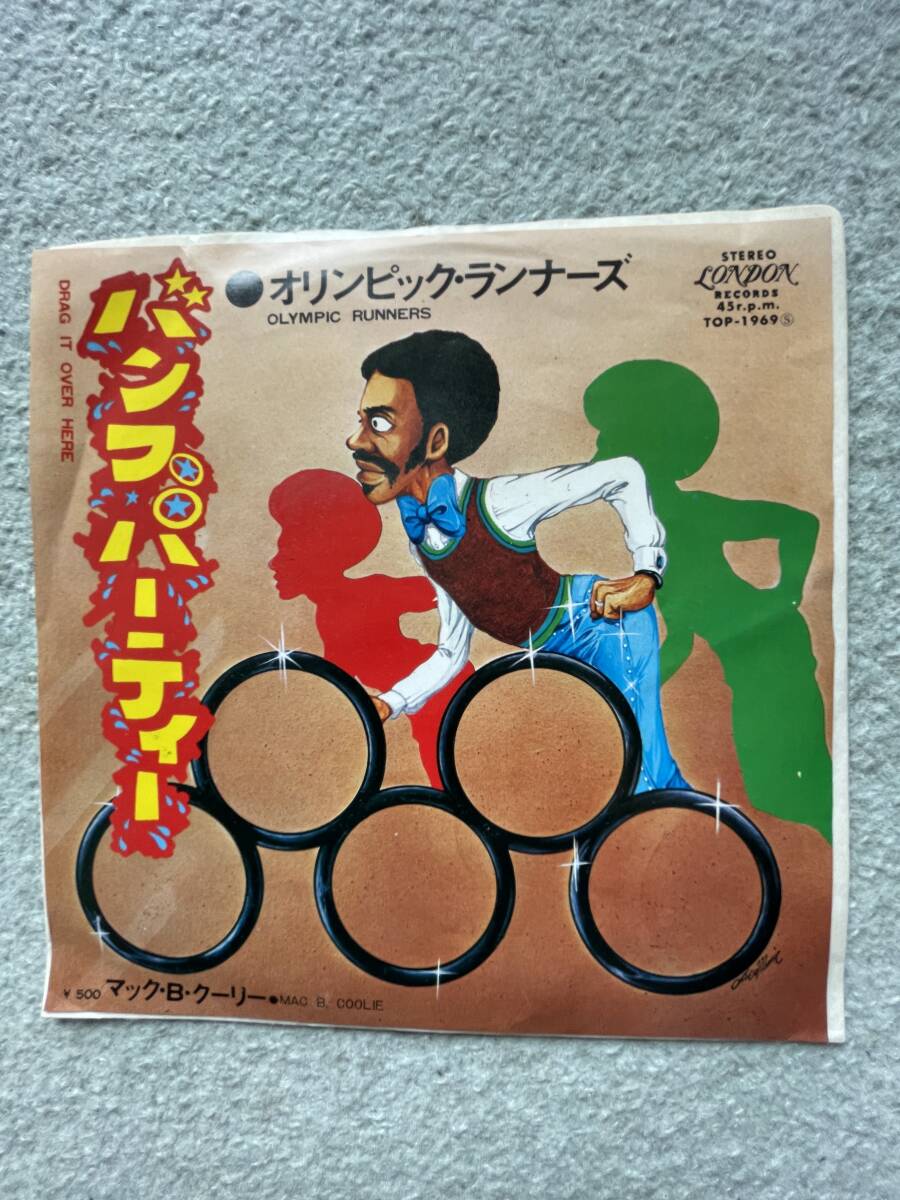 バンプ・パーティー
DRAG IT OVER HERE
●オリンピック・ランナーズ
OLYMPIC RUNNERS
STEREO
LONDON
RECORDS
45r.p.m.
TOP-1969Ⓢ
¥500 マック・B・クーリー●MAC B. COOLIE